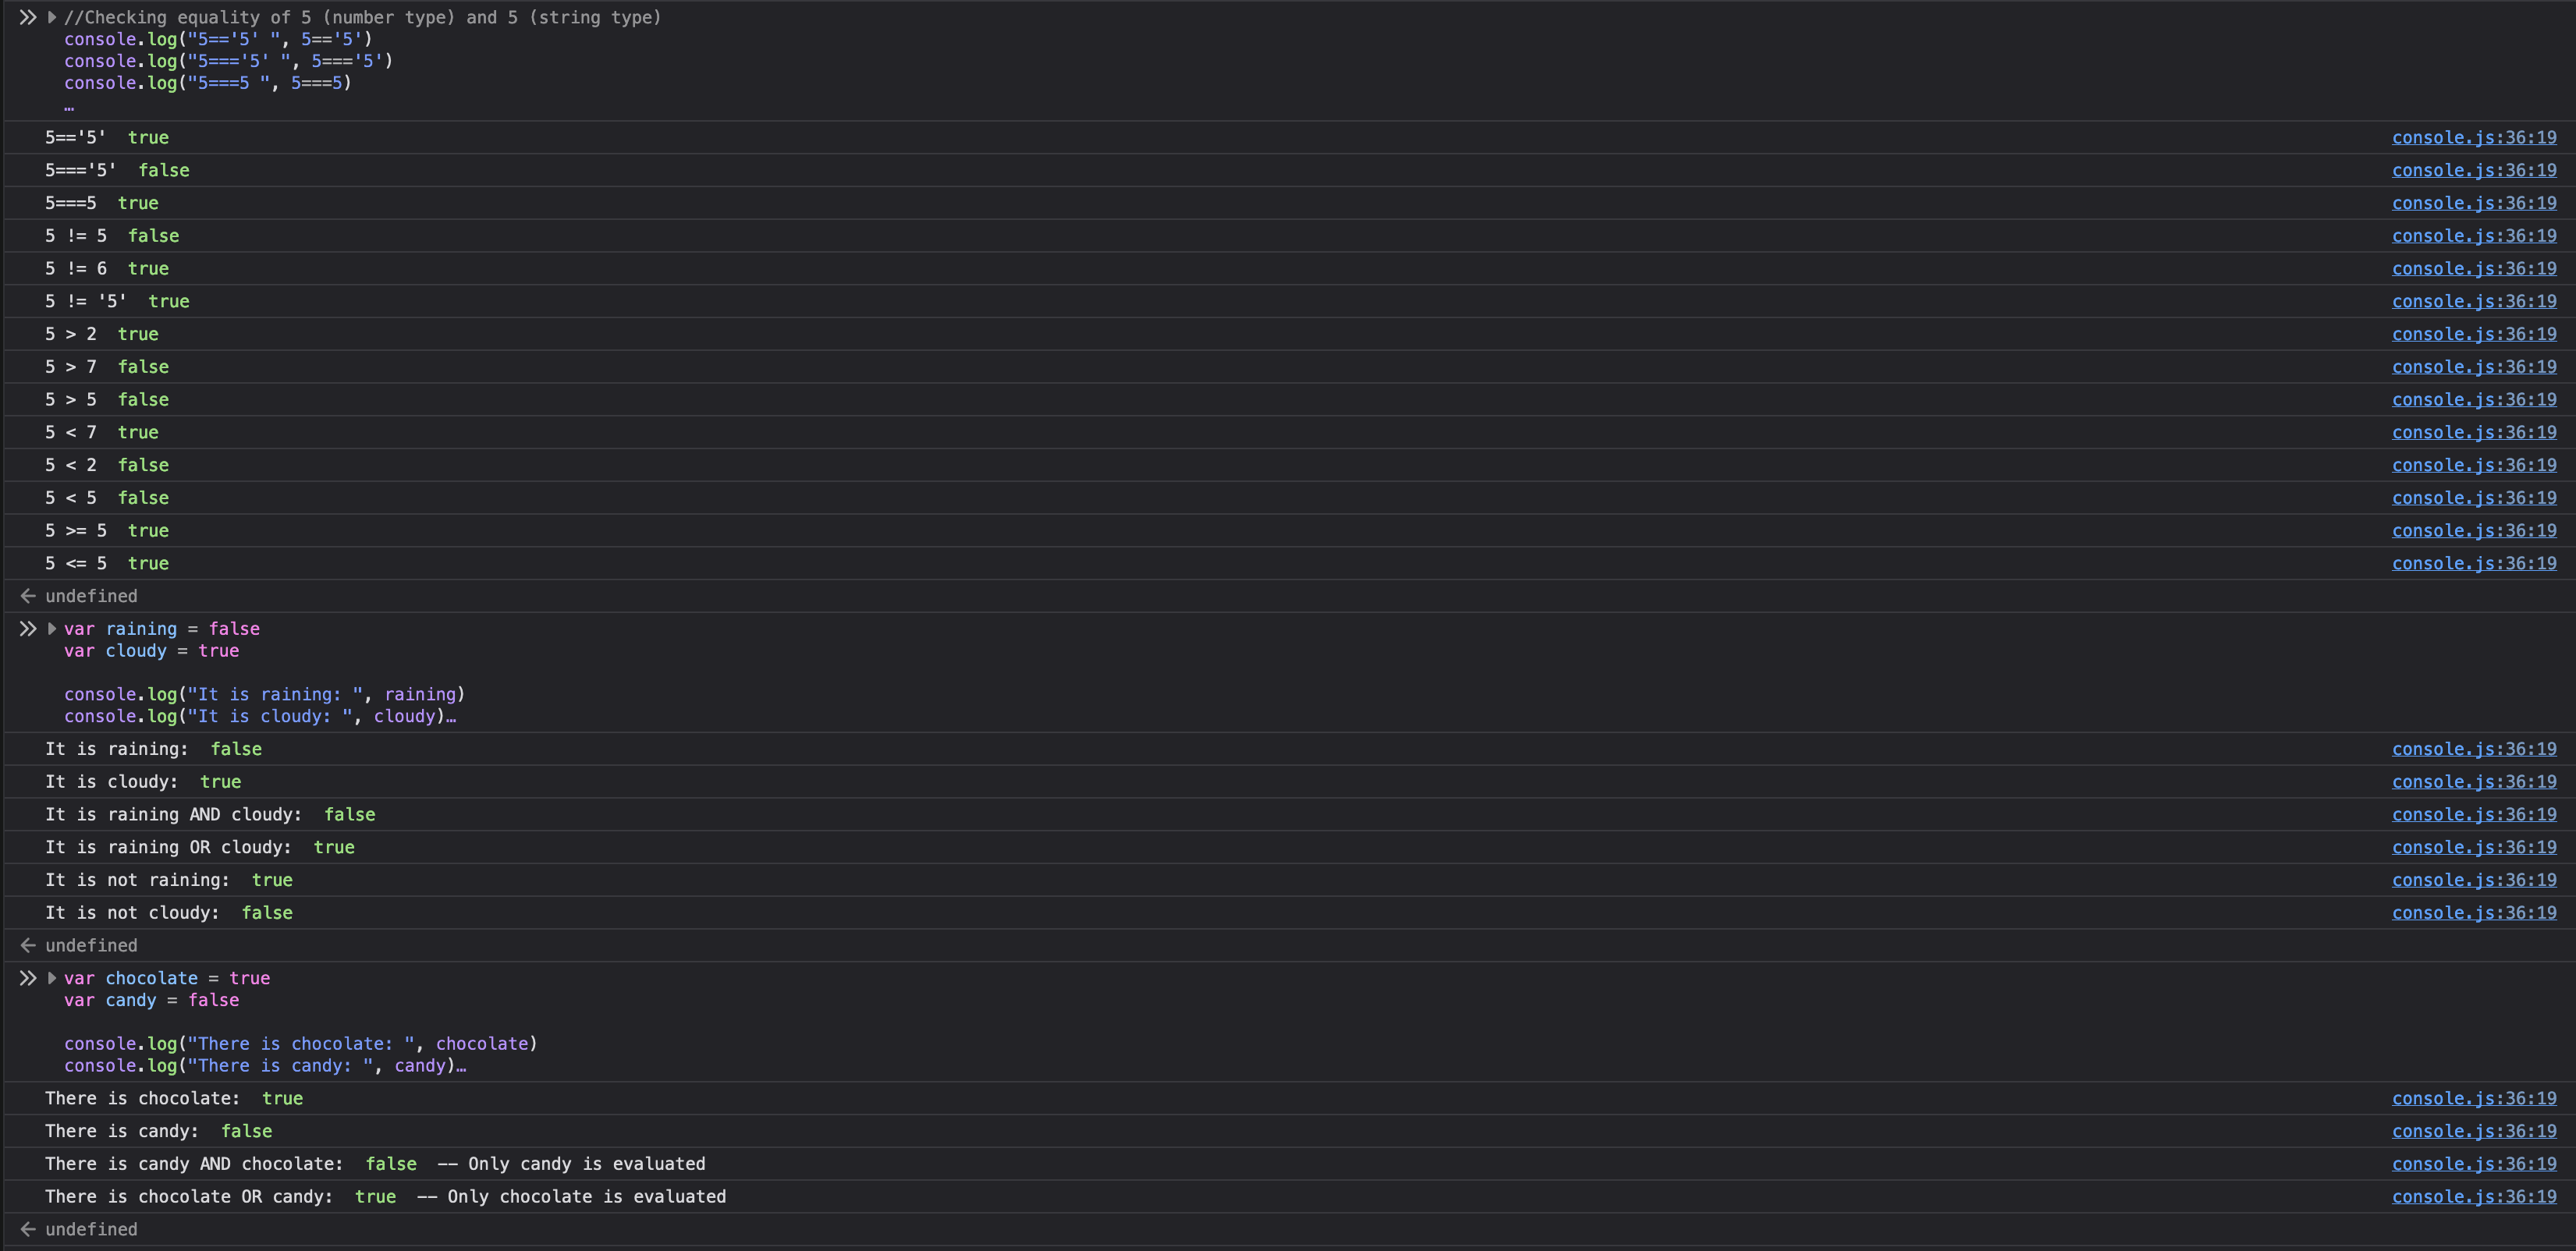 //Checking equality of 5 (number type) and 5 (string type)
console.log("5=='5' ", 5=='5')
console.log("5==='5' ", 5==='5')
console.log("5===5 ", 5===5)
…
5=='5'  true console.js:36:19
5==='5'  false console.js:36:19
5===5  true console.js:36:19
5 != 5  false console.js:36:19
5 != 6  true console.js:36:19
5 != '5'  true console.js:36:19
5 > 2  true console.js:36:19
5 > 7  false console.js:36:19
5 > 5  false console.js:36:19
5 < 7  true console.js:36:19
5 < 2  false console.js:36:19
5 < 5  false console.js:36:19
5 >= 5  true console.js:36:19
5 <= 5  true console.js:36:19
undefined
var raining = false
var cloudy = true
console.log("It is raining: ", raining)
console.log("It is cloudy: ", cloudy)…
It is raining:  false console.js:36:19
It is cloudy:  true console.js:36:19
It is raining AND cloudy:  false console.js:36:19
It is raining OR cloudy:  true console.js:36:19
It is not raining:  true console.js:36:19
It is not cloudy:  false console.js:36:19
undefined
var chocolate = true
var candy = false
console.log("There is chocolate: ", chocolate)
console.log("There is candy: ", candy)…
There is chocolate:  true console.js:36:19
There is candy:  false console.js:36:19
There is candy AND chocolate:  false  -- Only candy is evaluated console.js:36:19
There is chocolate OR candy:  true  -- Only chocolate is evaluated console.js:36:19
undefined